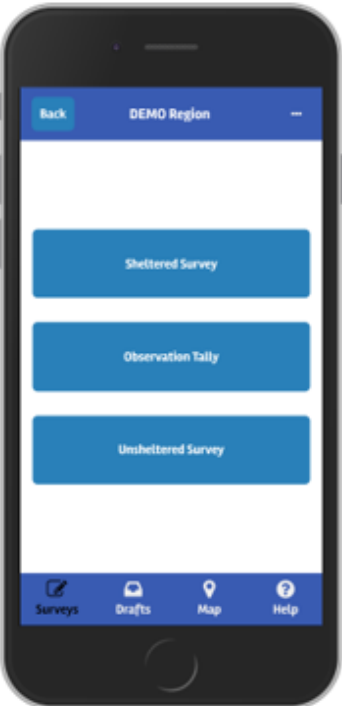 Back DEMO Region ...
Sheltered Survey
Observation Tally
Unsheltered Survey
Surveys Drafts Map Help